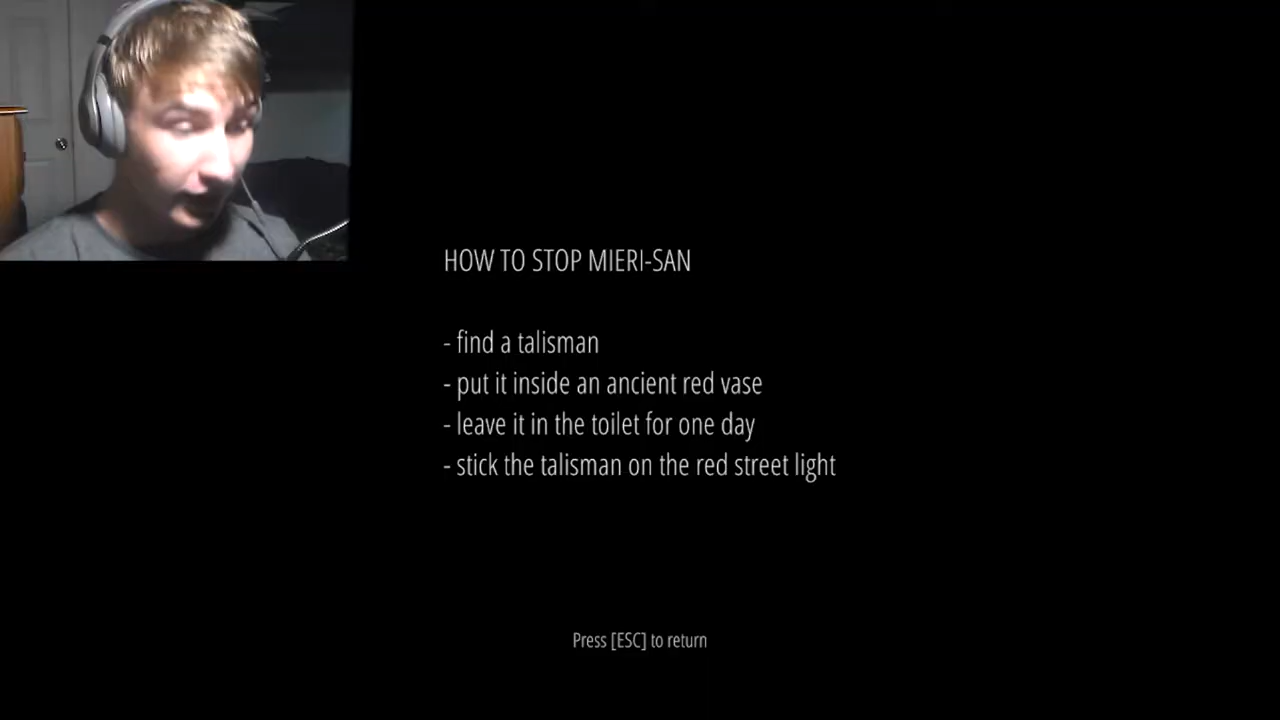 HOW TO STOP MIERI-SAN
- find a talisman
- put it inside an ancient red vase
- leave it in the toilet for one day
- stick the talisman on the red street light
Press [ESC] to return